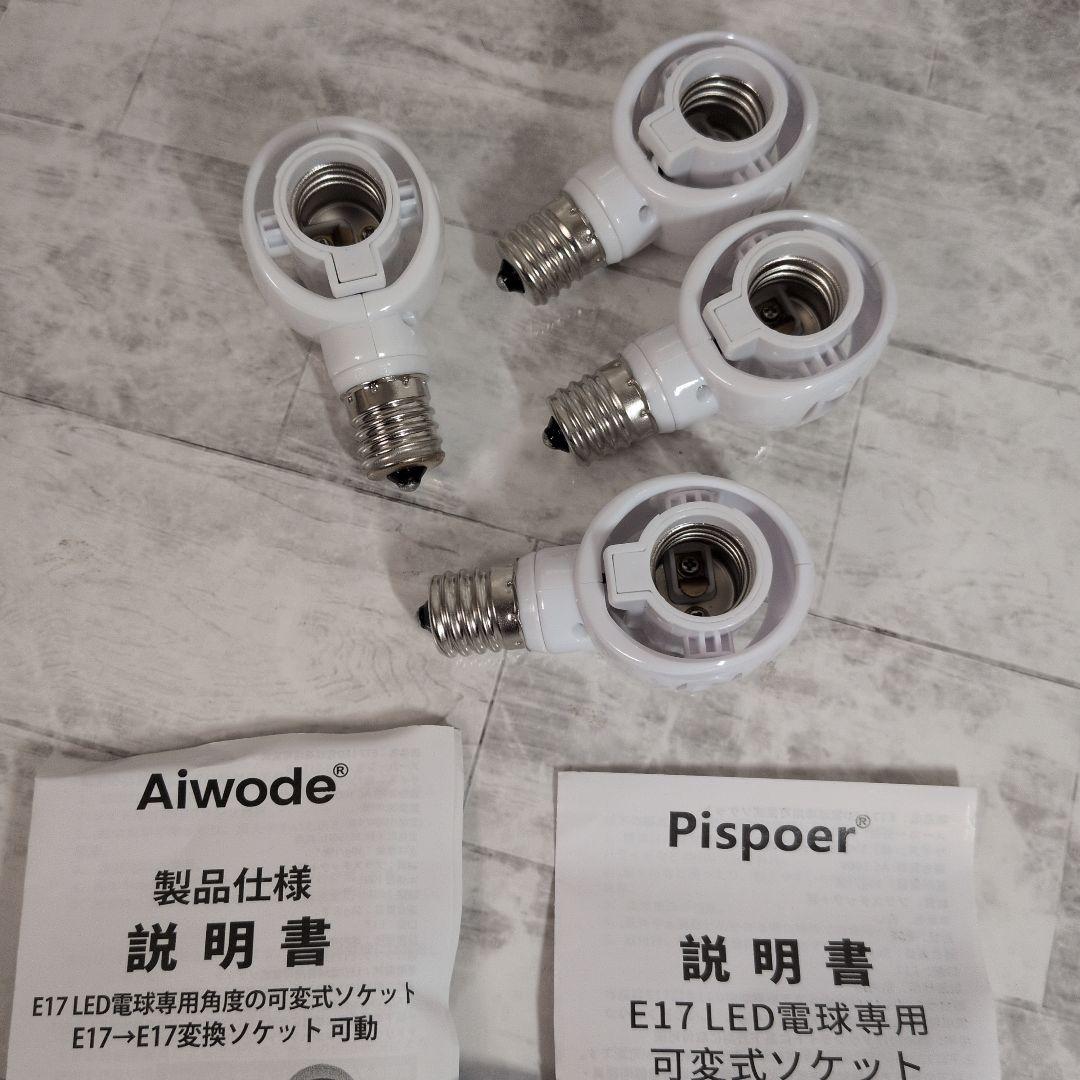 Aiwode®
製品仕様
説明書
E17 LED電球専用角度の可変式ソケット
E17→E17変換ソケット 可動
Pispoer®
説明書
E17 LED電球専用
可変式ソケット